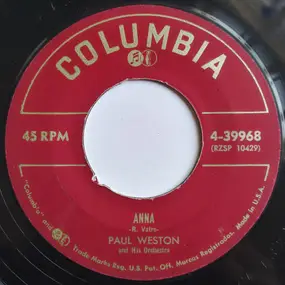 COLUMBIA
45 RPM
4-39968
(RZSP 10429)
ANNA
-R. Vatro-
PAUL WESTON
and His Orchestra
"Columbia" and Trade Marks Reg. U.S. Pat. Off. Marcas Registradas. Made in U.S.A.